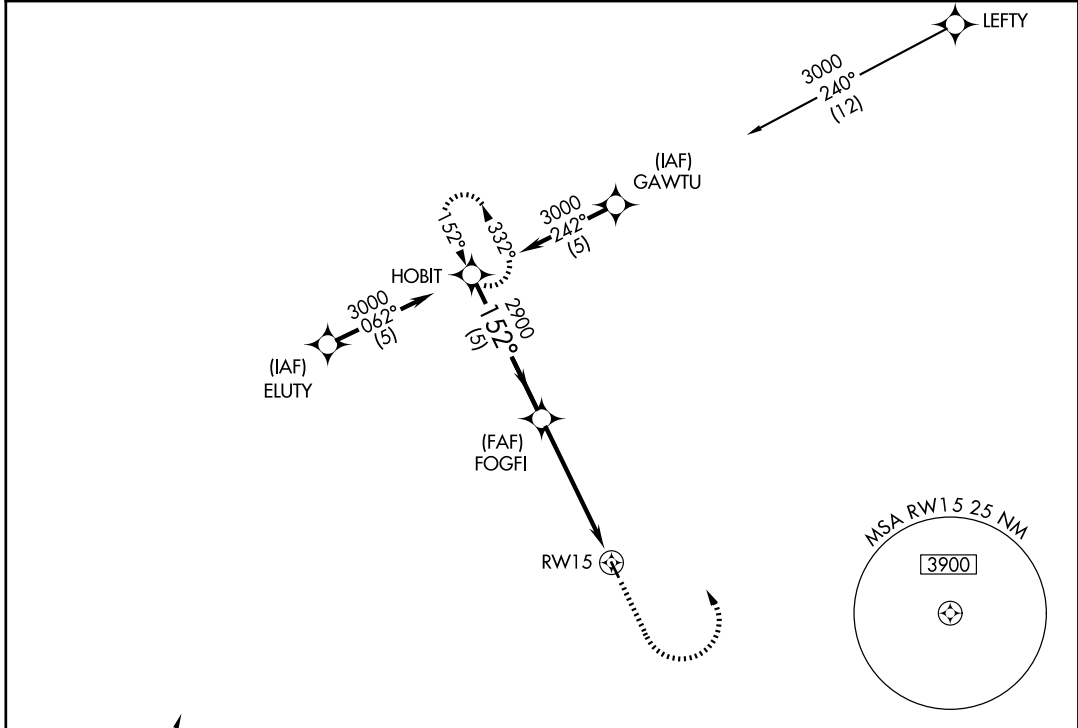 LEFTY
3000
240°
(12)
(IAF)
GAWTU
3000
242°
(5)
152°
332°
HOBIT
3000
062°
(5)
(IAF)
ELUTY
2900
152°
(5)
(FAF)
FOGFI
RW15
MSA RW15 25 NM
3900